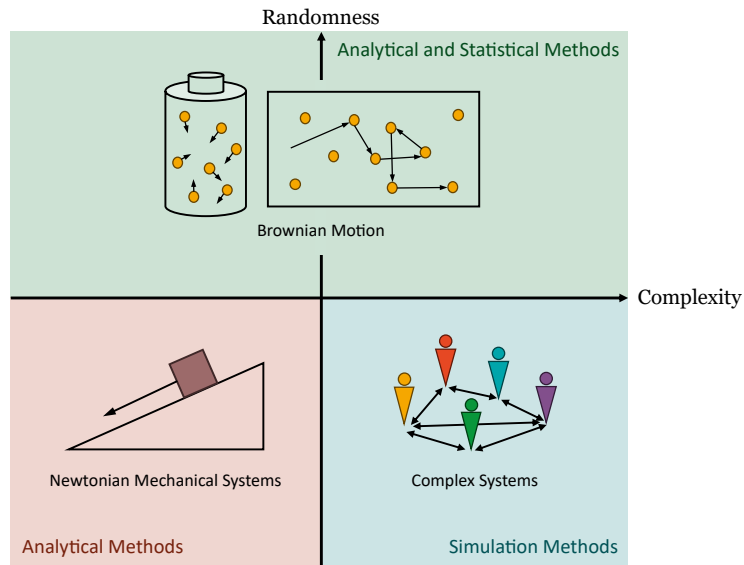 Randomness
Analytical and Statistical Methods
Brownian Motion
Complexity
Newtonian Mechanical Systems
Complex Systems
Analytical Methods
Simulation Methods